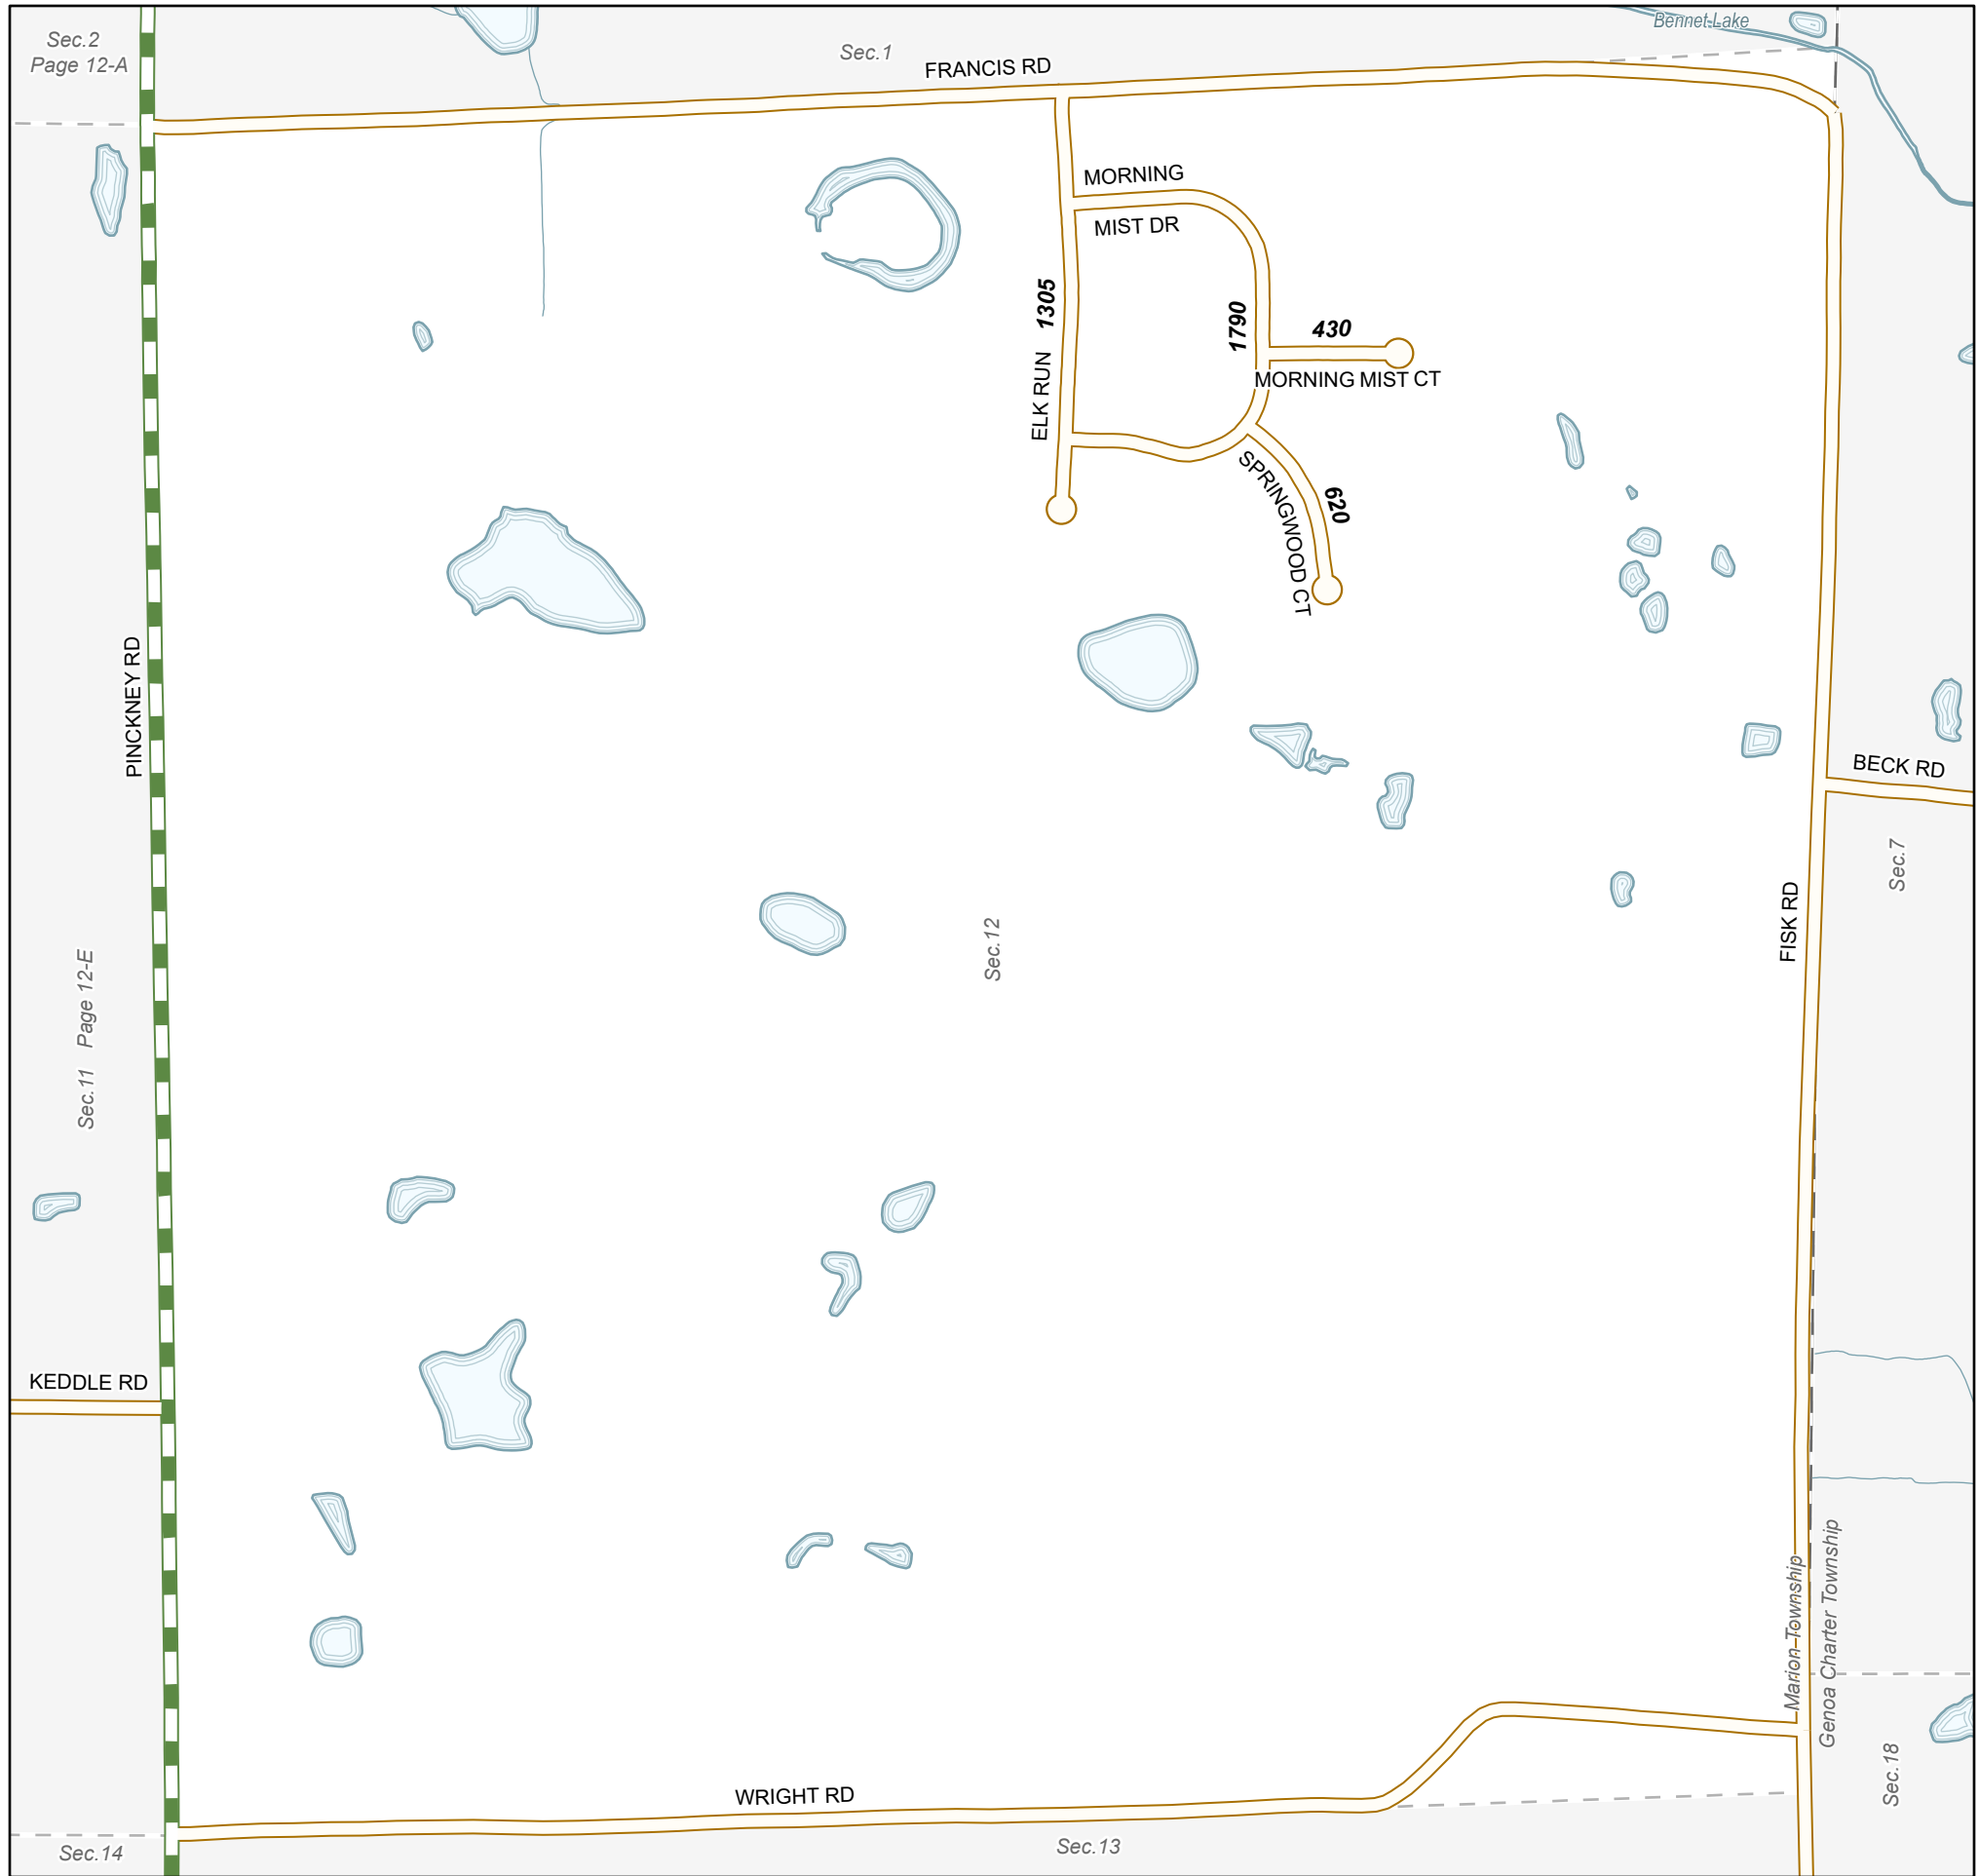 Bennet Lake
Sec.2
Page 12-A
Sec.1
FRANCIS RD
MORNING
MIST DR
1305
ELK RUN
1790
430
MORNING MIST CT
SPRINGWOOD CT
620
PINCKNEY RD
BECK RD
Sec.7
FISK RD
Sec.12
Sec.11 Page 12-E
KEDDLE RD
Marion Township
Genoa Charter Township
Sec.18
WRIGHT RD
Sec.13
Sec.14